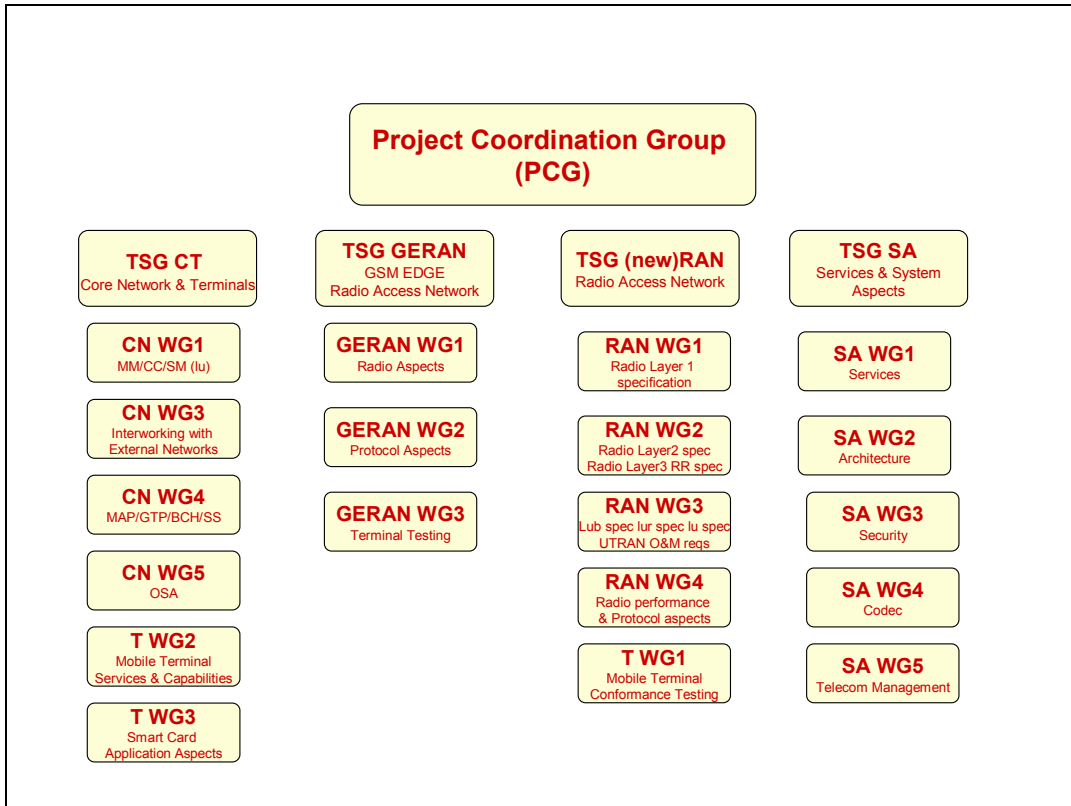 Project Coordination Group
(PCG)
TSG CT
Core Network & Terminals
TSG GERAN
GSM EDGE
Radio Access Network
TSG (new)RAN
Radio Access Network
TSG SA
Services & System
Aspects
CN WG1
MM/CC/SM (lu)
CN WG3
Interworking with
External Networks
CN WG4
MAP/GTP/BCH/SS
CN WG5
OSA
T WG2
Mobile Terminal
Services & Capabilities
T WG3
Smart Card
Application Aspects
GERAN WG1
Radio Aspects
GERAN WG2
Protocol Aspects
GERAN WG3
Terminal Testing
RAN WG1
Radio Layer 1
specification
RAN WG2
Radio Layer2 spec
Radio Layer3 RR spec
RAN WG3
Lub spec lur spec lu spec
UTRAN O&M reqs
RAN WG4
Radio performance
& Protocol aspects
T WG1
Mobile Terminal
Conformance Testing
SA WG1
Services
SA WG2
Architecture
SA WG3
Security
SA WG4
Codec
SA WG5
Telecom Management